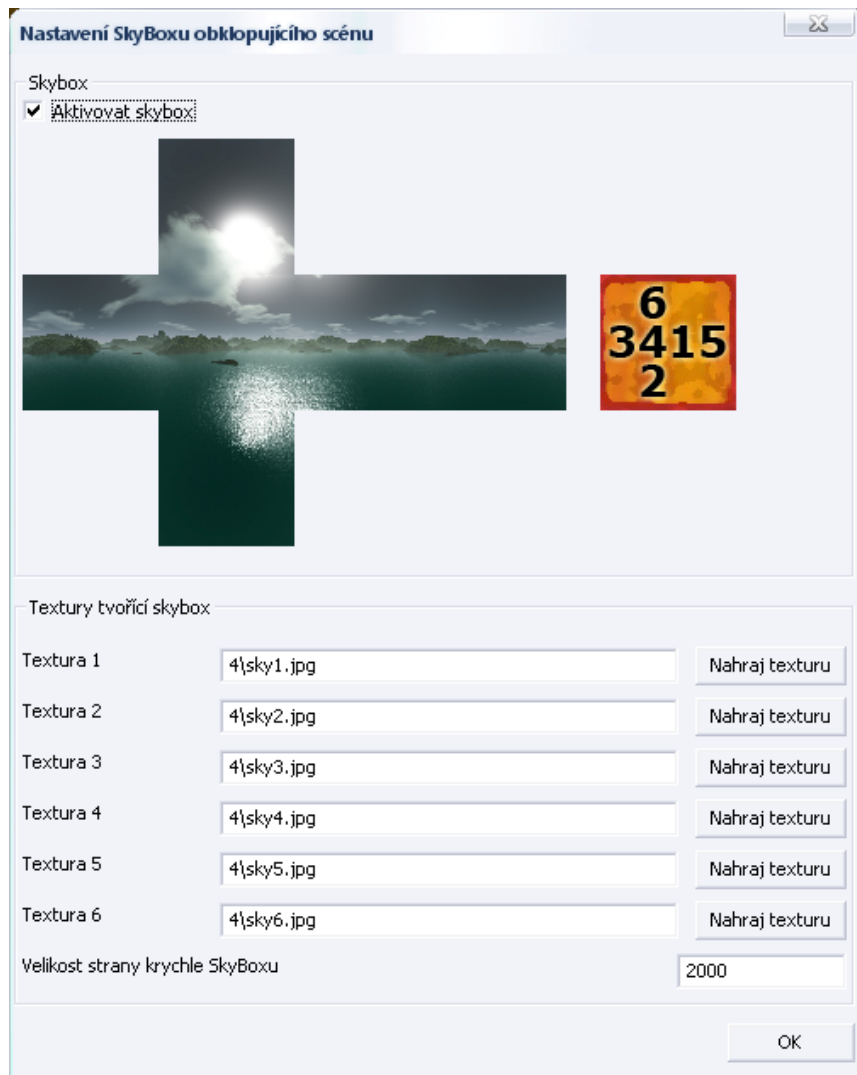 Nastavení SkyBoxu obklopujícího scénu
Skybox
Aktivovat skybox
6
3415
2
Textury tvořící skybox
Textura 1 4\sky1.jpg Nahraj texturu
Textura 2 4\sky2.jpg Nahraj texturu
Textura 3 4\sky3.jpg Nahraj texturu
Textura 4 4\sky4.jpg Nahraj texturu
Textura 5 4\sky5.jpg Nahraj texturu
Textura 6 4\sky6.jpg Nahraj texturu
Velikost strany krychle SkyBoxu 2000
OK